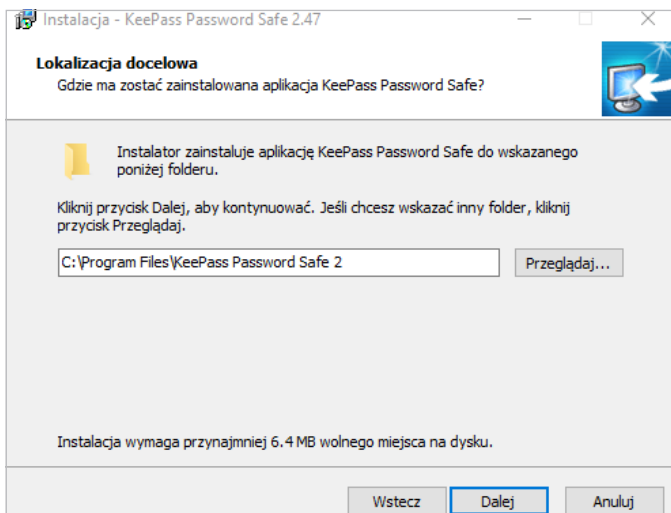 Instalacja - KeePass Password Safe 2.47
Lokalizacja docelowa
Gdzie ma zostać zainstalowana aplikacja KeePass Password Safe?
Instalator zainstaluje aplikację KeePass Password Safe do wskazanego
poniżej folderu.
Kliknij przycisk Dalej, aby kontynuować. Jeśli chcesz wskazać inny folder, kliknij
przycisk Przeglądaj.
C:\Program Files\KeePass Password Safe 2
Przeglądaj...
Instalacja wymaga przynajmniej 6.4 MB wolnego miejsca na dysku.
Wstecz
Dalej
Anuluj